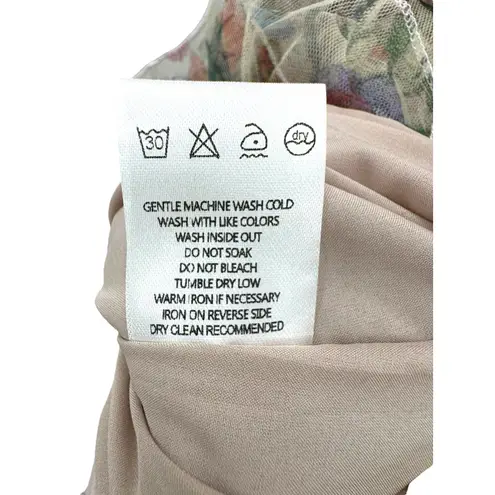 30 dry
GENTLE MACHINE WASH COLD
WASH WITH LIKE COLORS
WASH INSIDE OUT
DO NOT SOAK
DO NOT BLEACH
TUMBLE DRY LOW
WARM IRON IF NECESSARY
IRON ON REVERSE SIDE
DRY CLEAN RECOMMENDED